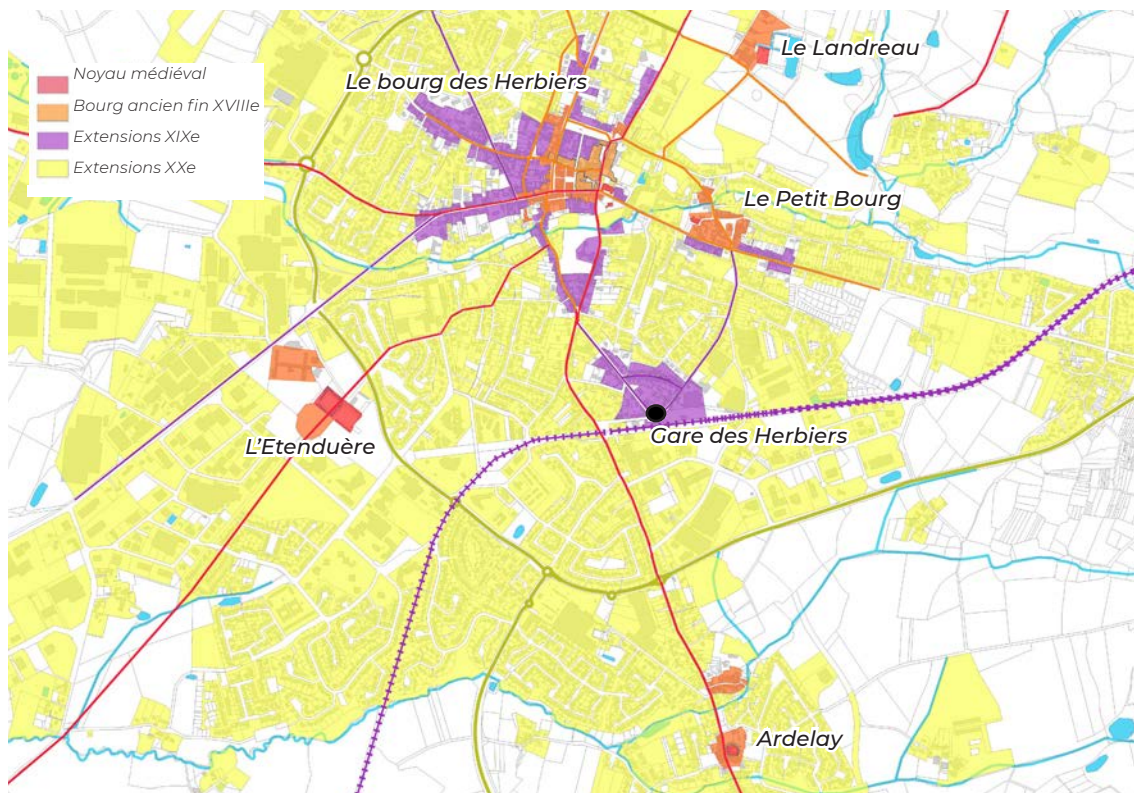 Noyau médiéval
Bourg ancien fin XVIIIe
Extensions XIXe
Extensions XXe
Le bourg des Herbiers
Le Landreau
Le Petit Bourg
L'Etenduère
Gare des Herbiers
Ardelay